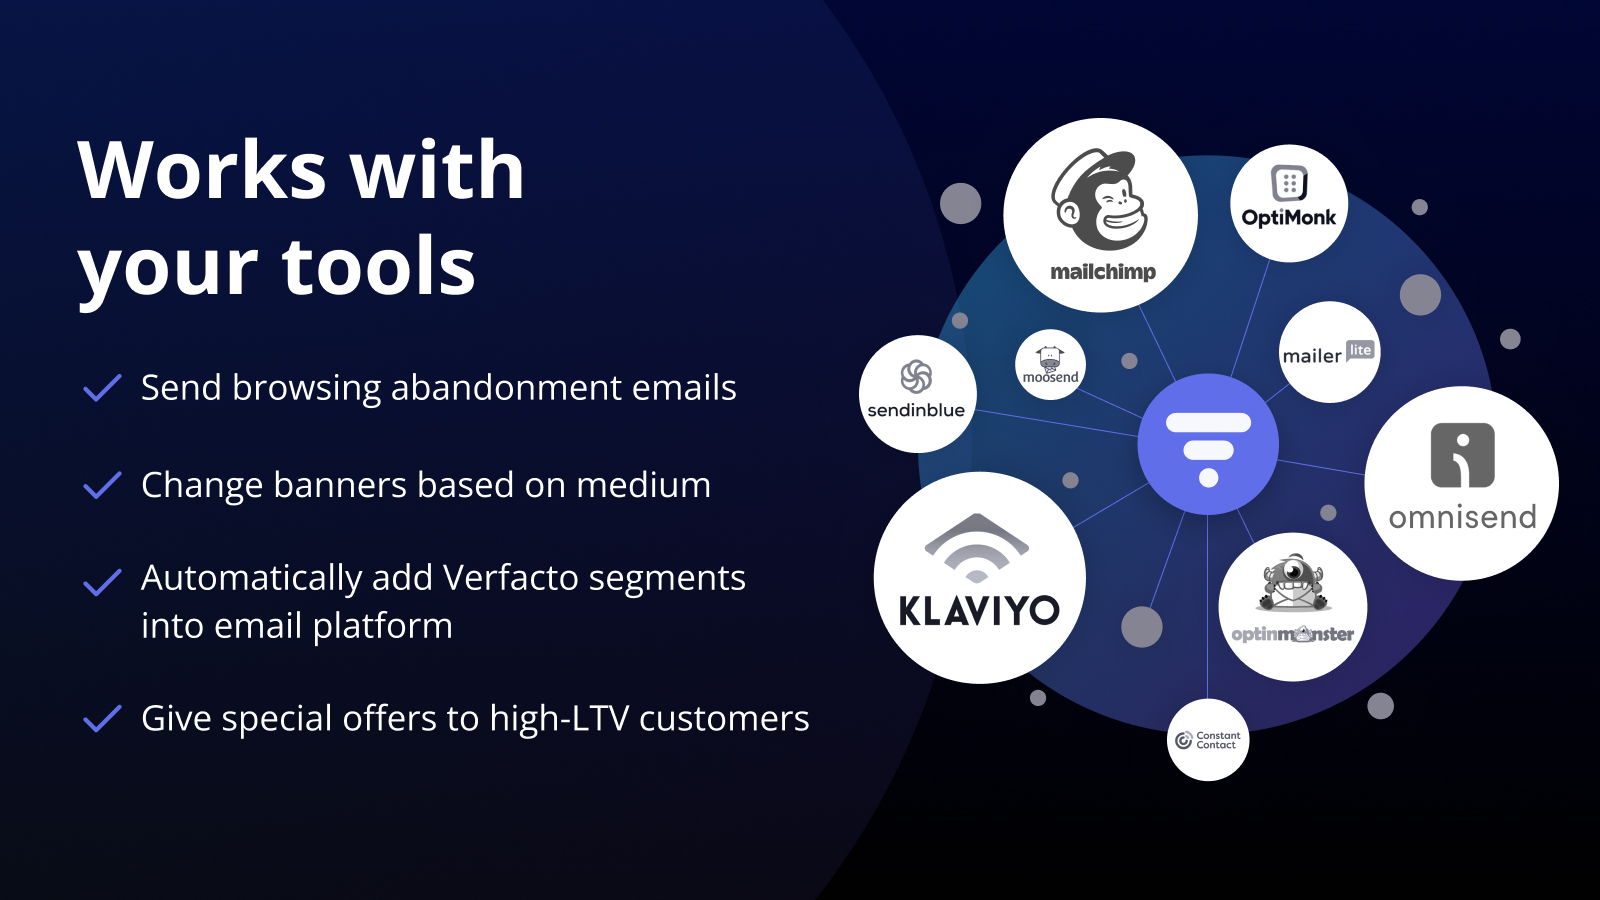 Works with
your tools
Send browsing abandonment emails
Change banners based on medium
Automatically add Verfacto segments
into email platform
Give special offers to high-LTV customers
mailchimp
OptiMonk
mailer lite
moosend
sendinblue
omnisend
KLAVIYO
optinmonster
Constant
Contact